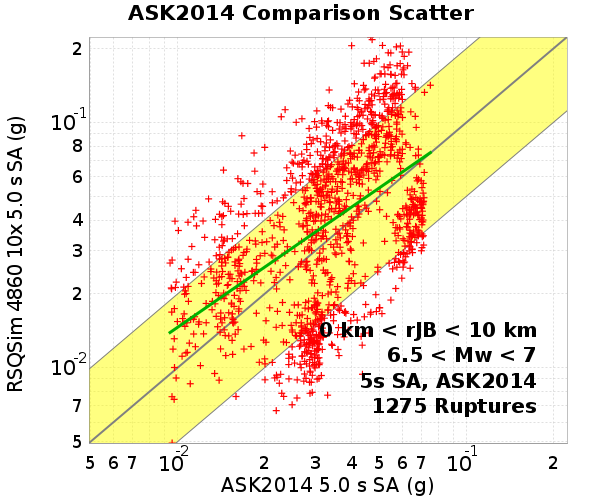 ASK2014 Comparison Scatter
RSQSim 4860 10x 5.0 s SA (g)
2
10-1
8
6
4
3
2
10-2
7
5
0 km < rJB < 10 km
6.5 < Mw < 7
5s SA, ASK2014
1275 Ruptures
5 6 7 10-2 2 3 4 5 6 7 10-1 2
ASK2014 5.0 s SA (g)